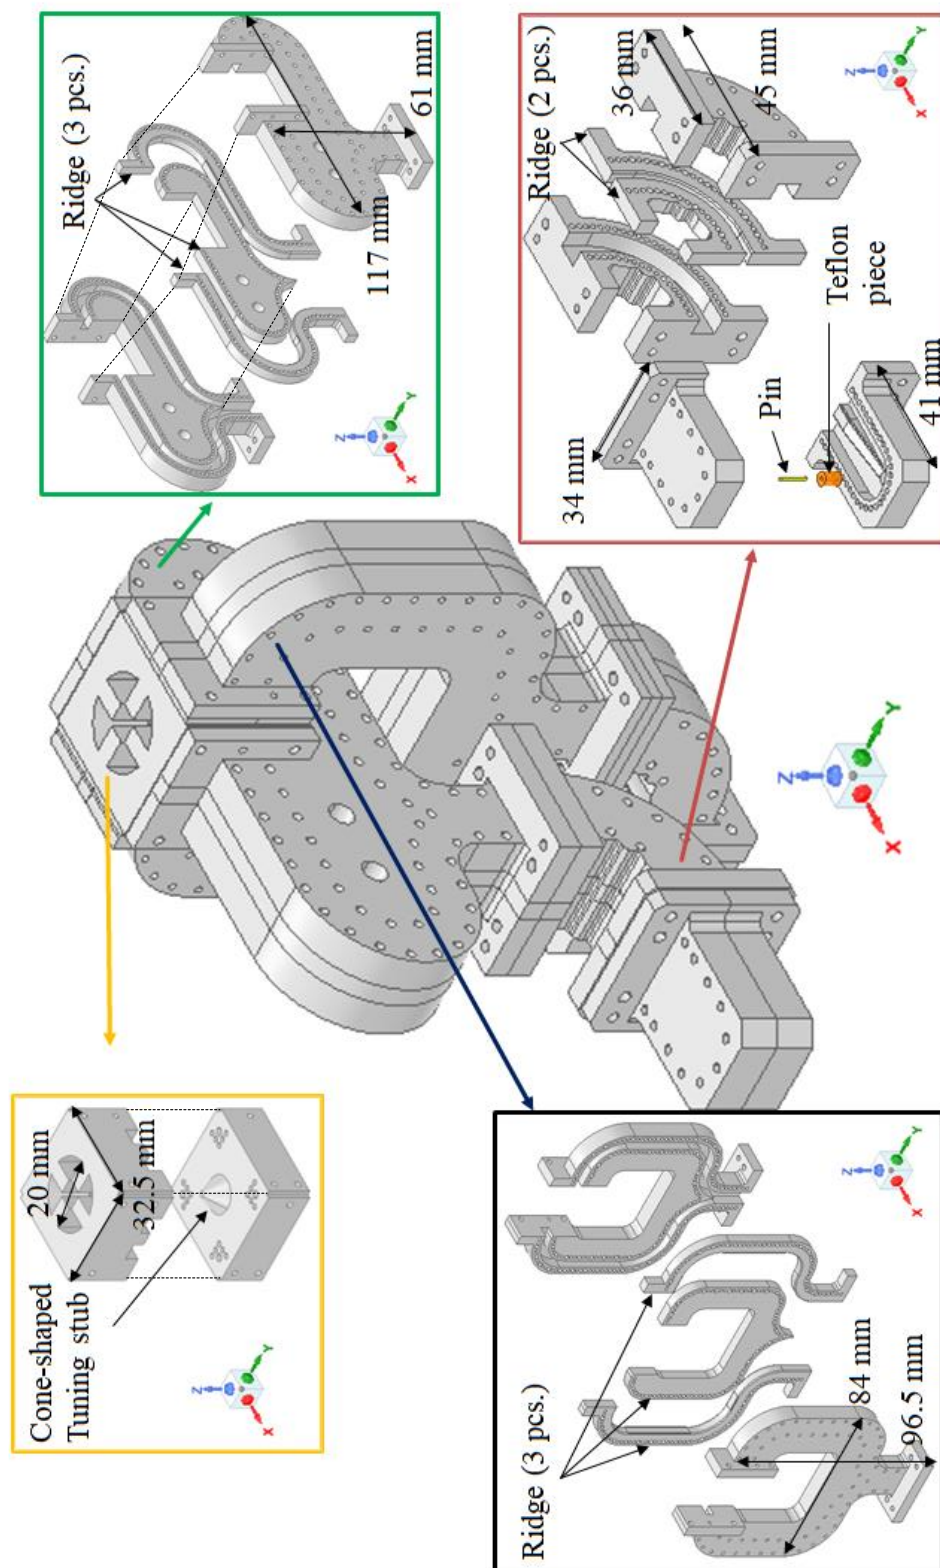 Cone-shaped
Tuning stub
20 mm
32.5 mm
Z
Y
X
Ridge (3 pcs.)
117 mm
61 mm
Z
Y
X
Z
Y
X
Ridge (3 pcs.)
84 mm
96.5 mm
Z
Y
X
34 mm
Pin
Teflon
piece
41 mm
Ridge (2 pcs.)
36 mm
45 mm
Z
Y
X